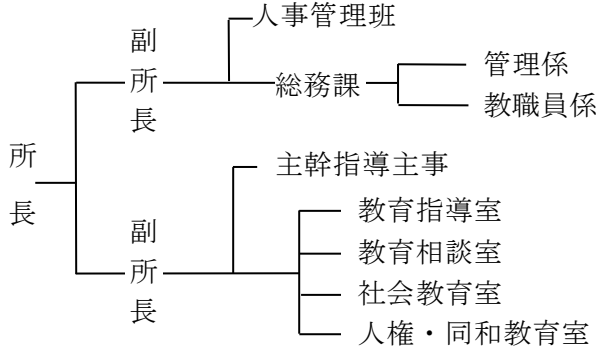 所長
副所長
人事管理班
総務課
管理係
教職員係
副所長
主幹指導主事
教育指導室
教育相談室
社会教育室
人権・同和教育室